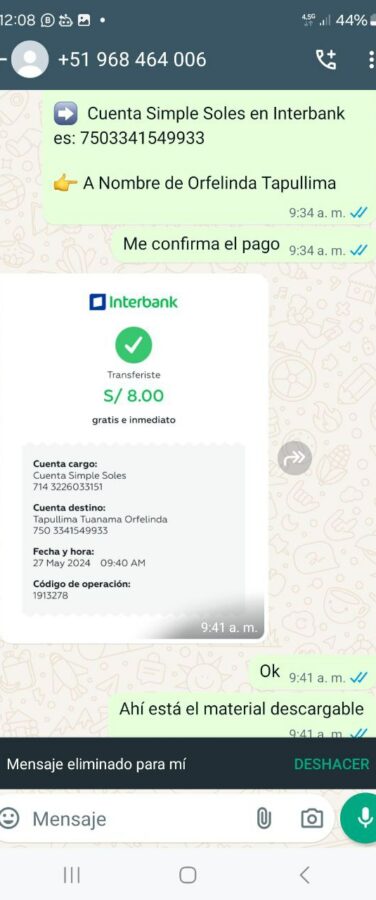 12:08
4.5G
44%
+51 968 464 006
Cuenta Simple Soles en Interbank
es: 7503341549933
A Nombre de Orfelinda Tapullima
9:34 a. m.
Me confirma el pago
9:34 a. m.
Interbank
Transferiste
S/ 8.00
gratis e inmediato
Cuenta cargo:
Cuenta Simple Soles
714 3226033151
Cuenta destino:
Tapullima Tuanama Orfelinda
750 3341549933
Fecha y hora:
27 May 2024 09:40 AM
Código de operación:
1913278
9:41 a. m.
Ok
9:41 a. m.
Ahí está el material descargable
9:41 a. m.
Mensaje eliminado para mí
DESHACER
Mensaje